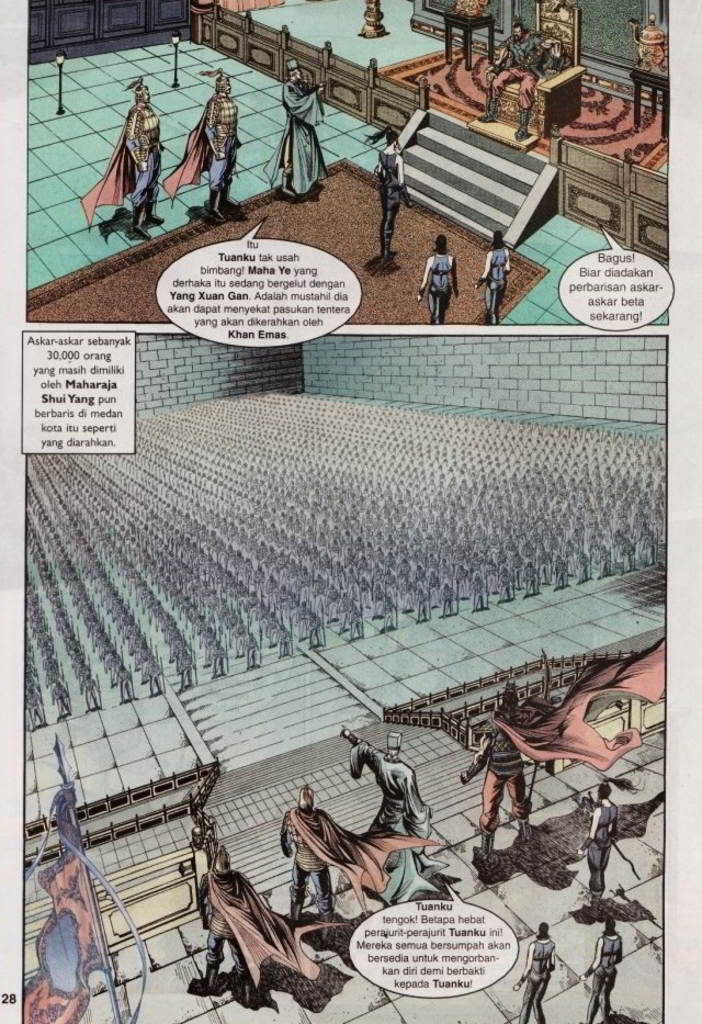 Itu
Tuanku tak usah
bimbang! Maha Ye yang
derhaka itu sedang bergelut dengan
Yang Xuan Gan. Adalah mustahil dia
akan dapat menyekat pasukan tentera
yang akan dikerahkan oleh
Khan Emas.
Bagus!
Biar diadakan
perbarisan askar-
askar beta
sekarang!
Askar-askar sebanyak
30,000 orang
yang masih dimiliki
oleh Maharaja
Shui Yang pun
berbaris di medan
kota itu seperti
yang diarahkan.
Tuanku
tengok! Betapa hebat
perajurit-perajurit Tuanku ini!
Mereka semua bersumpah akan
bersedia untuk mengorban-
kan diri demi berbakti
kepada Tuanku!
28